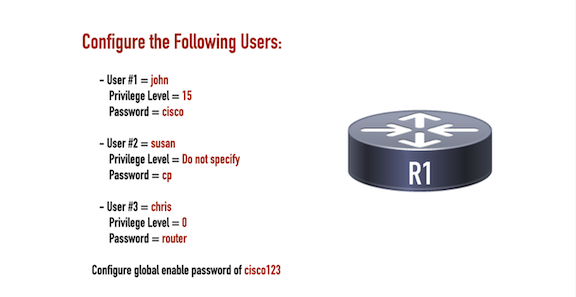 Configure the Following Users:
- User #1 = john
Privilege Level = 15
Password = cisco
- User #2 = susan
Privilege Level = Do not specify
Password = cp
- User #3 = chris
Privilege Level = 0
Password = router
Configure global enable password of cisco123
R1